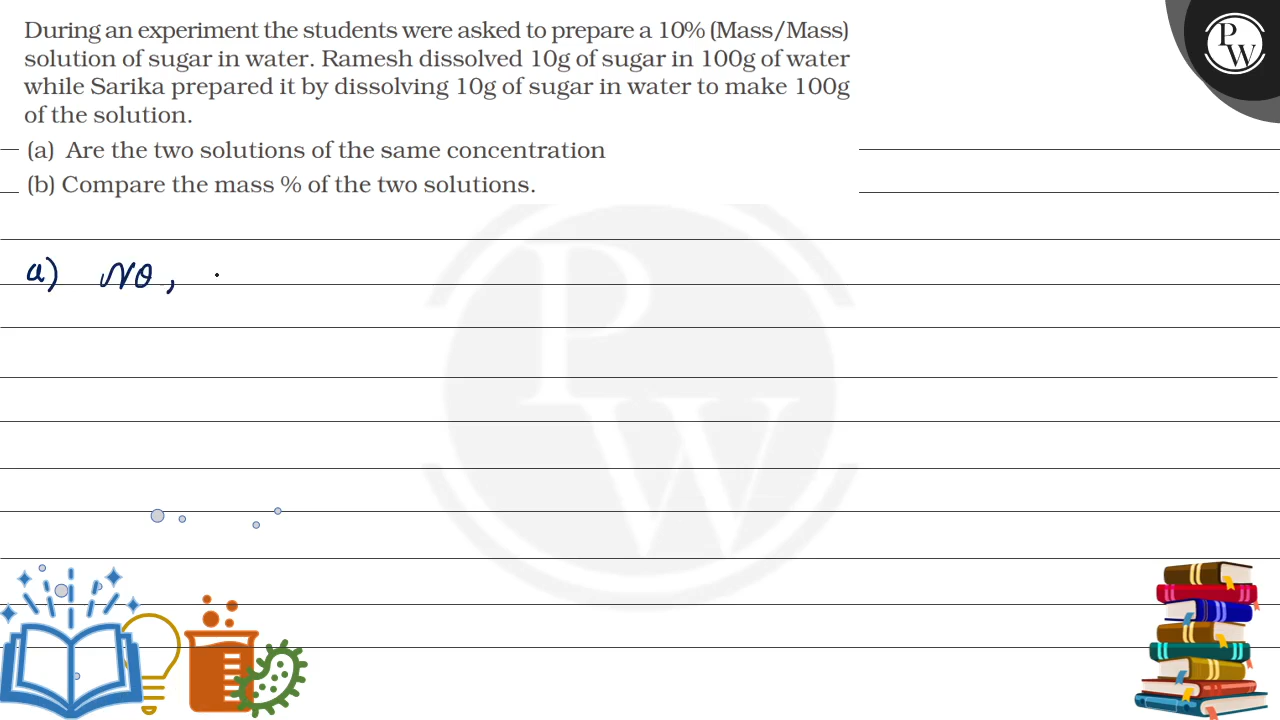 During an experiment the students were asked to prepare a 10% (Mass/Mass)
solution of sugar in water. Ramesh dissolved 10g of sugar in 100g of water
while Sarika prepared it by dissolving 10g of sugar in water to make 100g
of the solution.
(a) Are the two solutions of the same concentration
(b) Compare the mass % of the two solutions.
a) NO,
P
W
P
W